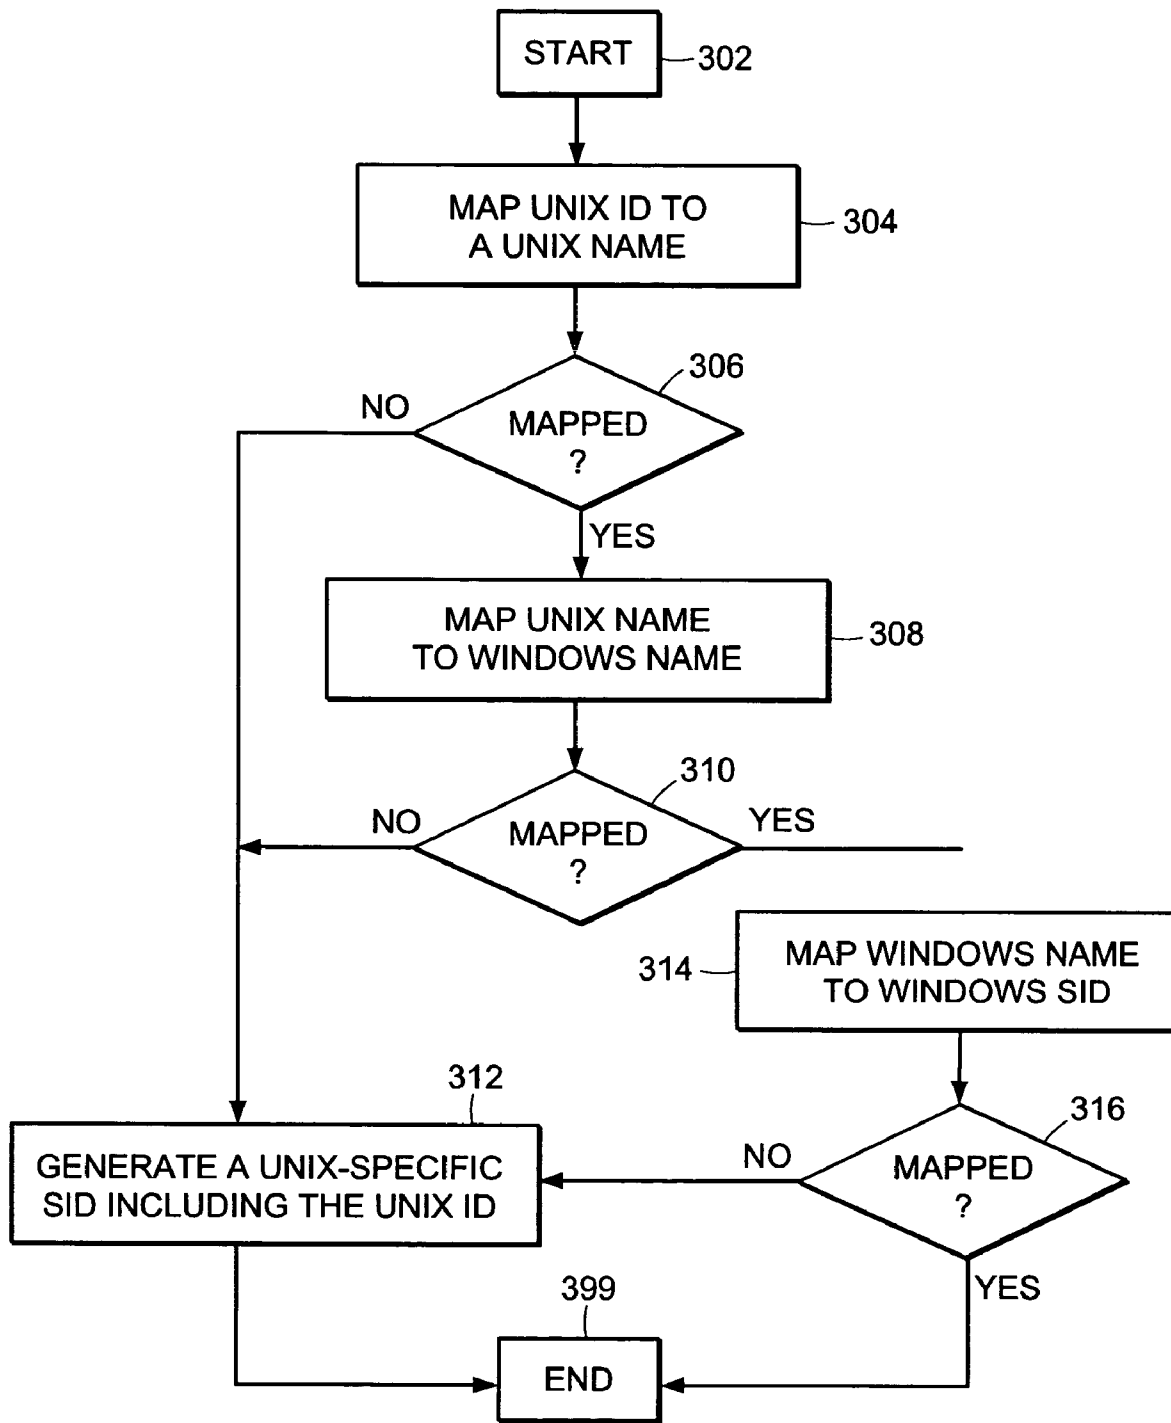 START
302
MAP UNIX ID TO
A UNIX NAME
304
306
NO
MAPPED
?
YES
MAP UNIX NAME
TO WINDOWS NAME
308
310
NO
MAPPED
?
YES
314
MAP WINDOWS NAME
TO WINDOWS SID
312
316
GENERATE A UNIX-SPECIFIC
SID INCLUDING THE UNIX ID
NO
MAPPED
?
YES
399
END